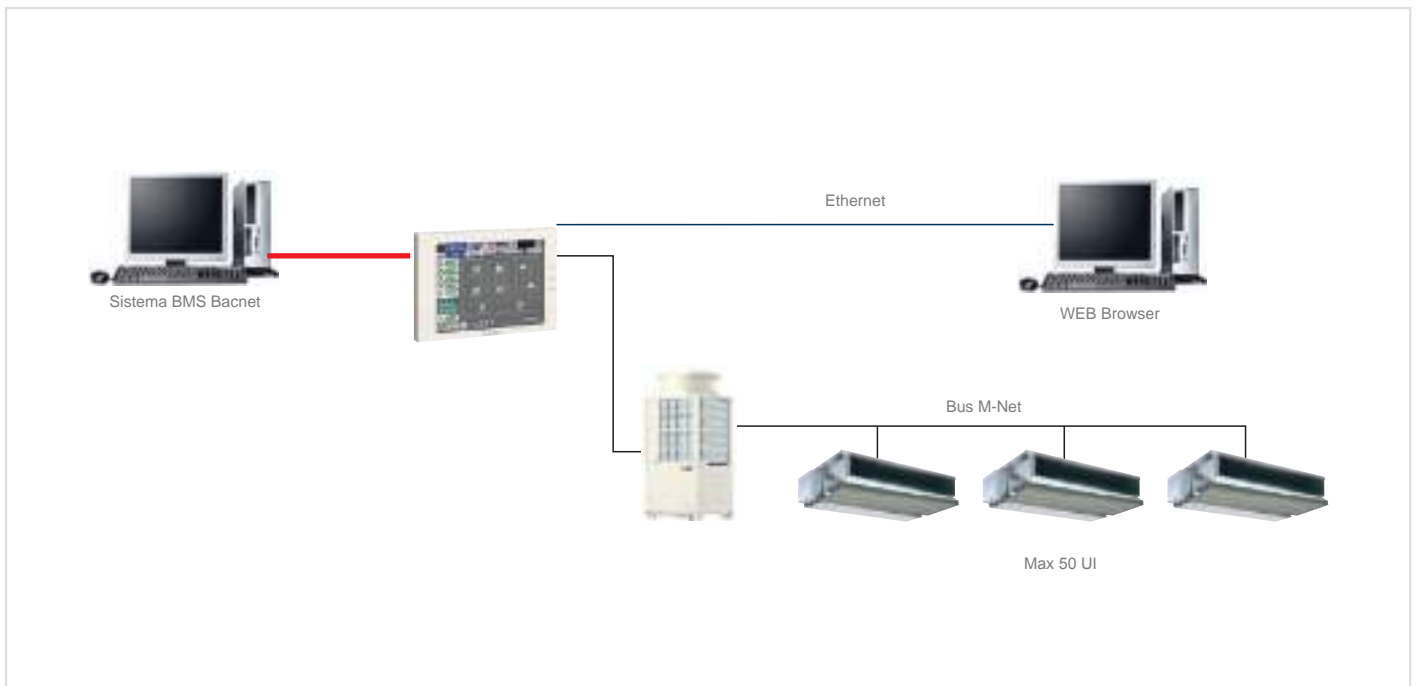 Ethernet
Sistema BMS Bacnet
WEB Browser
Bus M-Net
Max 50 UI